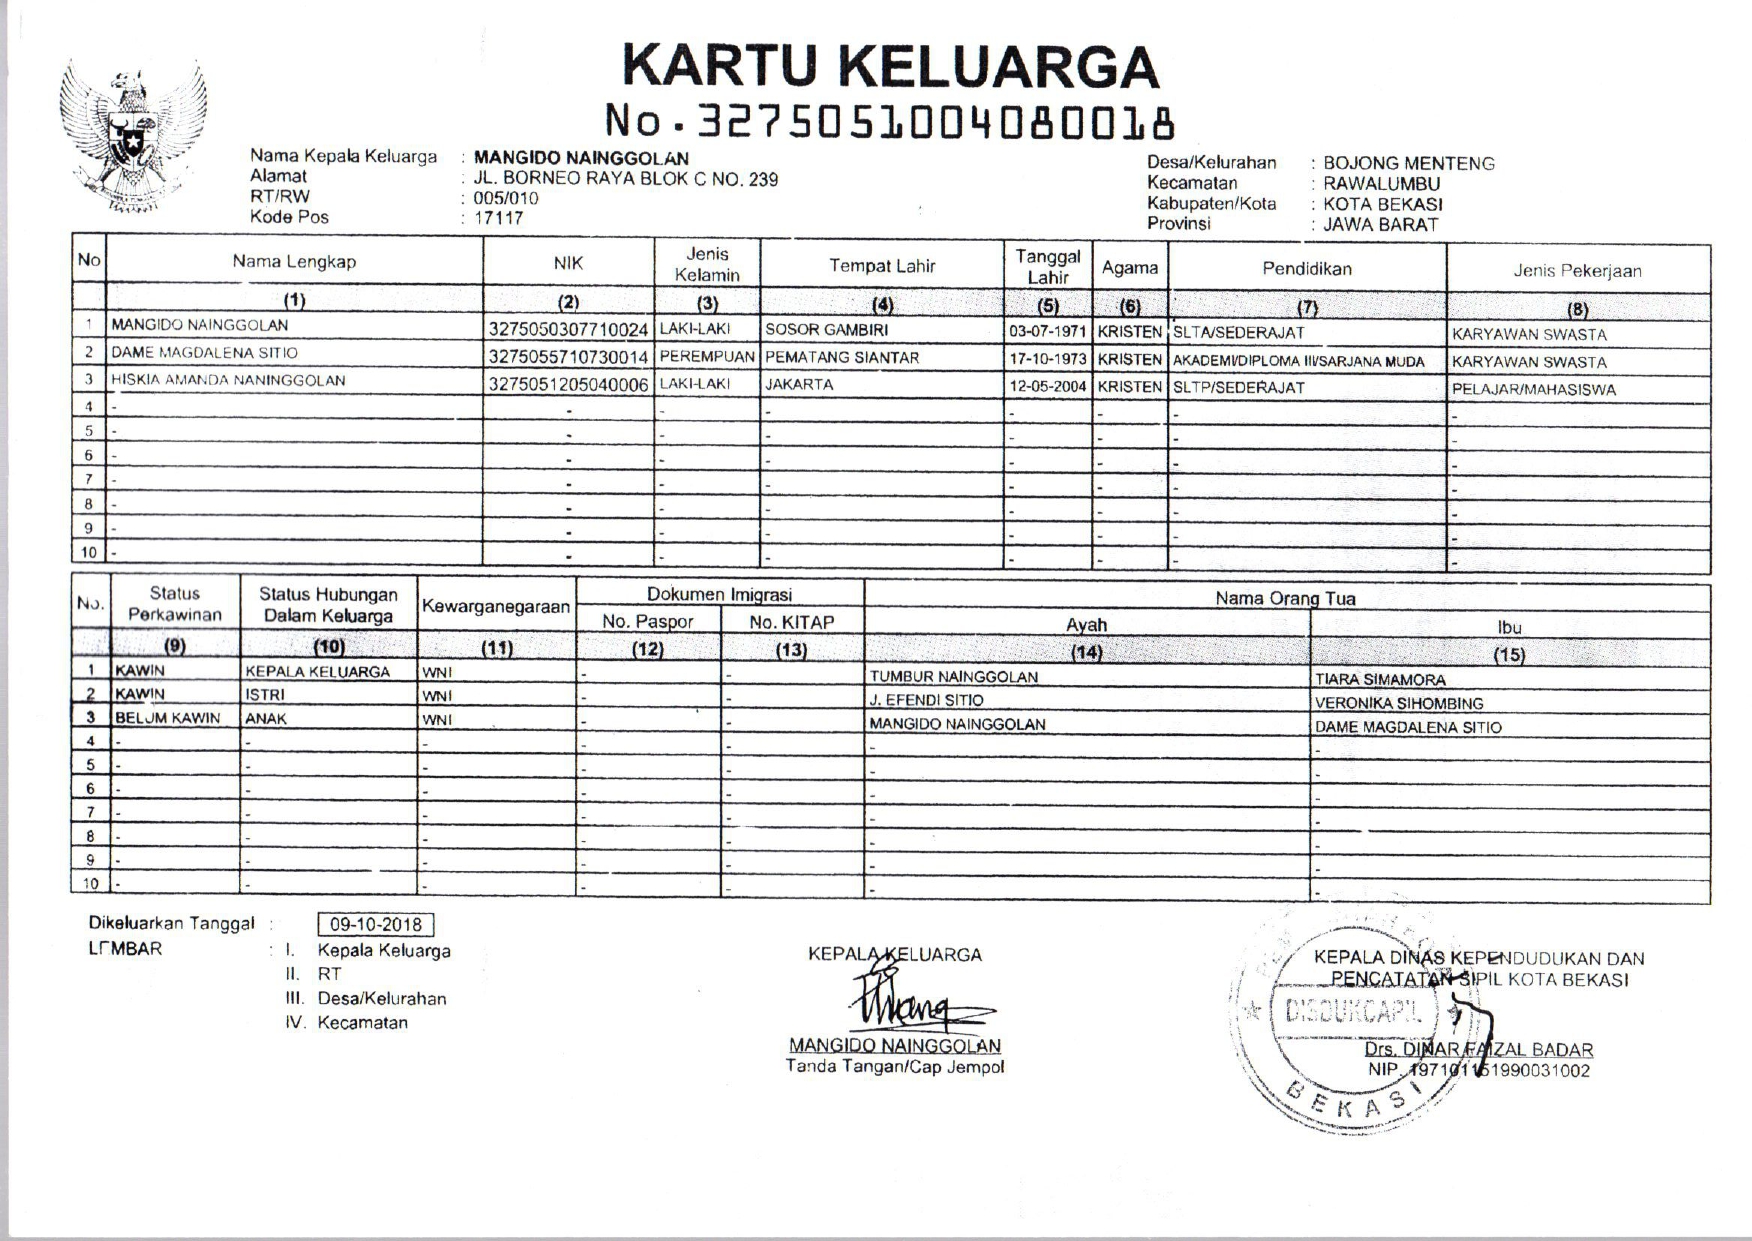 KARTU KELUARGA
No. 3275051004080018
Nama Kepala Keluarga : MANGIDO NAINGGOLAN
Alamat : JL. BORNEO RAYA BLOK C NO. 239
RT/RW : 005/010
Kode Pos : 17117
Desa/Kelurahan : BOJONG MENTENG
Kecamatan : RAWALUMBU
Kabupaten/Kota : KOTA BEKASI
Provinsi : JAWA BARAT
No Nama Lengkap NIK Jenis Kelamin Tempat Lahir Tanggal Lahir Agama Pendidikan Jenis Pekerjaan
(1) (2) (3) (4) (5) (6) (7) (8)
1 MANGIDO NAINGGOLAN 3275050307710024 LAKI-LAKI SOSOR GAMBIRI 03-07-1971 KRISTEN SLTA/SEDERAJAT KARYAWAN SWASTA
2 DAME MAGDALENA SITIO 3275055710730014 PEREMPUAN PEMATANG SIANTAR 17-10-1973 KRISTEN AKADEMI/DIPLOMA III/SARJANA MUDA KARYAWAN SWASTA
3 HISKIA AMANDA NANINGGOLAN 3275051205040006 LAKI-LAKI JAKARTA 12-05-2004 KRISTEN SLTP/SEDERAJAT PELAJAR/MAHASISWA
4 - - - - - - - -
5 - - - - - - - -
6 - - - - - - - -
7 - - - - - - - -
8 - - - - - - - -
9 - - - - - - - -
10 - - - - - - - -
No. Status Perkawinan Status Hubungan Dalam Keluarga Kewarganegaraan Dokumen Imigrasi Nama Orang Tua
No. Paspor No. KITAP Ayah Ibu
(9) (10) (11) (12) (13) (14) (15)
1 KAWIN KEPALA KELUARGA WNI - - TUMBUR NAINGGOLAN TIARA SIMAMORA
2 KAWIN ISTRI WNI - - J. EFENDI SITIO VERONIKA SIHOMBING
3 BELUM KAWIN ANAK WNI - - MANGIDO NAINGGOLAN DAME MAGDALENA SITIO
4 - - - - - - -
5 - - - - - - -
6 - - - - - - -
7 - - - - - - -
8 - - - - - - -
9 - - - - - - -
10 - - - - - - -
Dikeluarkan Tanggal : 09-10-2018
LEMBAR : I. Kepala Keluarga
II. RT
III. Desa/Kelurahan
IV. Kecamatan
KEPALA KELUARGA
MANGIDO NAINGGOLAN
Tanda Tangan/Cap Jempol
KEPALA DINAS KEPENDUDUKAN DAN
PENCATATAN SIPIL KOTA BEKASI
DISDUKCAPIL
Drs. DINAR FAIZAL BADAR
NIP. 197101151990031002
BEKASI